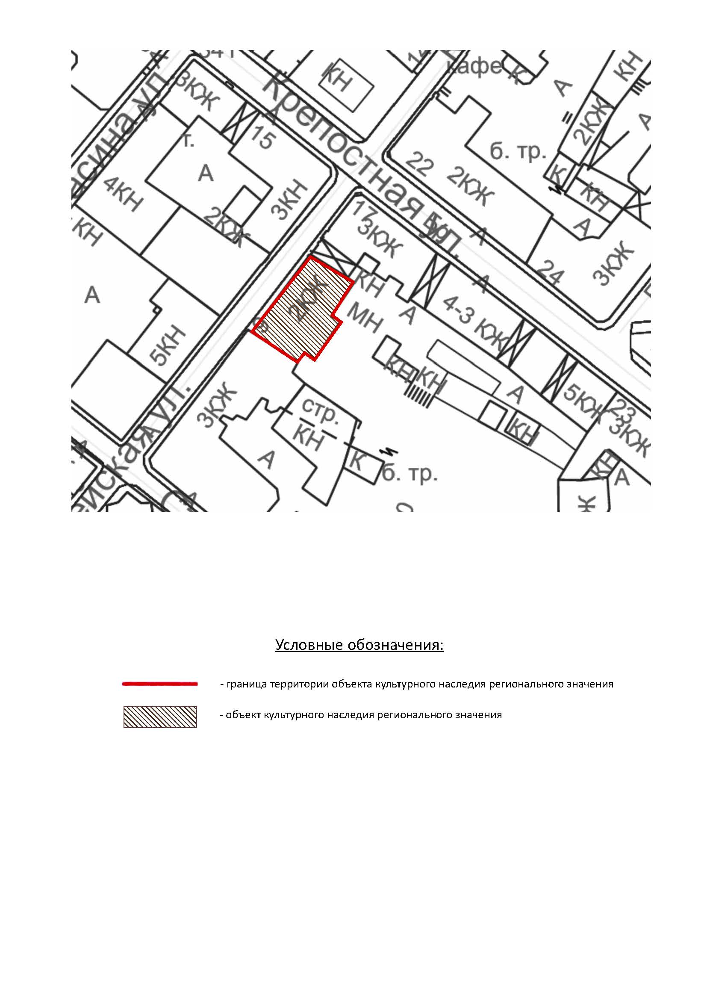 КН
кафе
К
А
КН
3КЖ
А
15
2КЖ
А
т.
б. тр.
Крепостная ул.
22
2КЖ
А
4КН
3КН
К
КН
КН
2КЖ
17
3КЖ
А
А
24
3КЖ
А
2КЖ
КН
А
А
МН
4-3 КЖ
9
5КН
КН
КН
А
5КЖ
23
3КЖ
3КЖ
стр.
КН
КН
А
К
б. тр.
КН
А
Ж
Условные обозначения:
- граница территории объекта культурного наследия регионального значения
- объект культурного наследия регионального значения